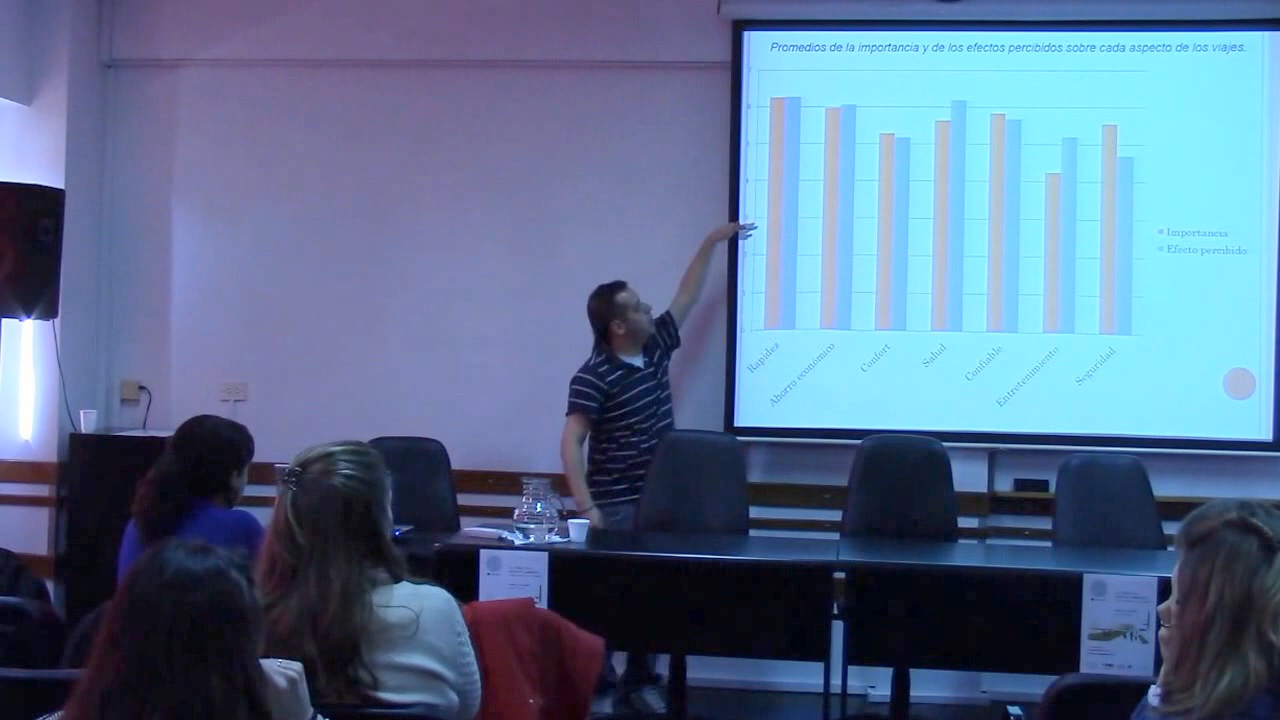 Promedios de la importancia y de los efectos percibidos sobre cada aspecto de los viajes.
Importancia
Efecto percibido
Rapidez
Ahorro económico
Confort
Salud
Confiable
Entretenimiento
Seguridad